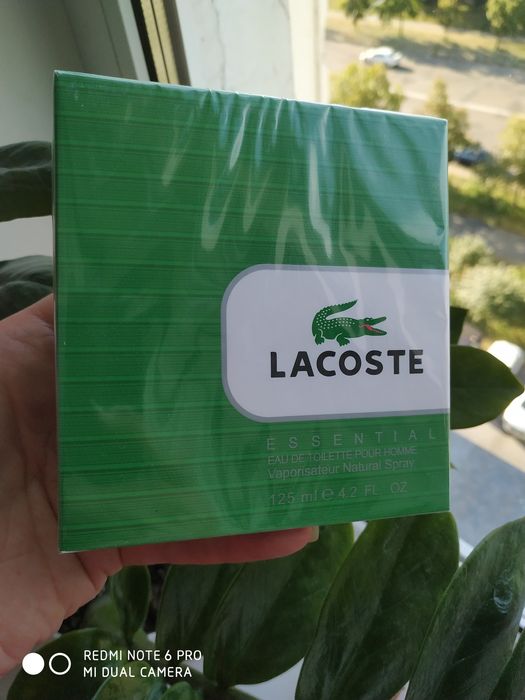 LACOSTE
ESSENTIAL
EAU DE TOILETTE POUR HOMME
Vaporisateur Natural Spray
125 ml e 4.2 FL. OZ
REDMI NOTE 6 PRO
MI DUAL CAMERA